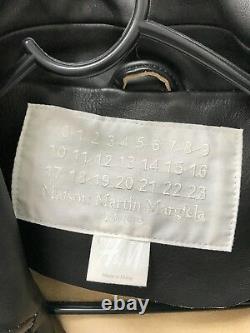 0 1 2 3 4 5 6 7 8 9
10 11 12 13 14 15 16
17 18 19 20 21 22 23
Maison Martin Margiela
PARIS
H&M